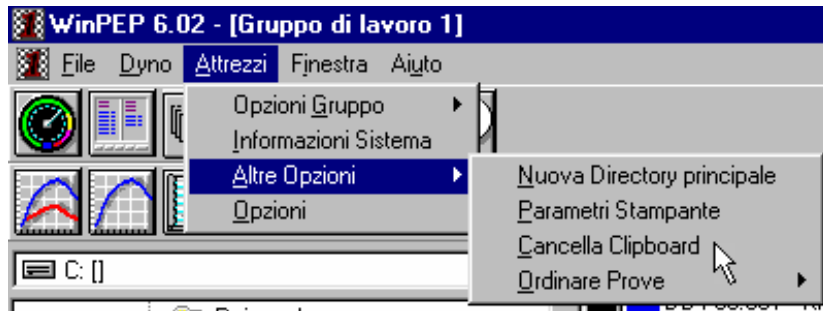 WinPEP 6.02 - [Gruppo di lavoro 1]
File Dyno Attrezzi Finestra Aiuto
Opzioni Gruppo
Informazioni Sistema
Altre Opzioni
Opzioni
Nuova Directory principale
Parametri Stampante
Cancella Clipboard
Ordinare Prove
C: []